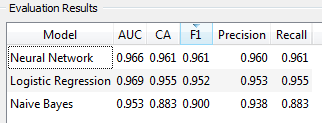 Evaluation Results
Model AUC CA F1 Precision Recall
Neural Network 0.966 0.961 0.961 0.960 0.961
Logistic Regression 0.969 0.955 0.952 0.953 0.955
Naive Bayes 0.953 0.883 0.900 0.938 0.883